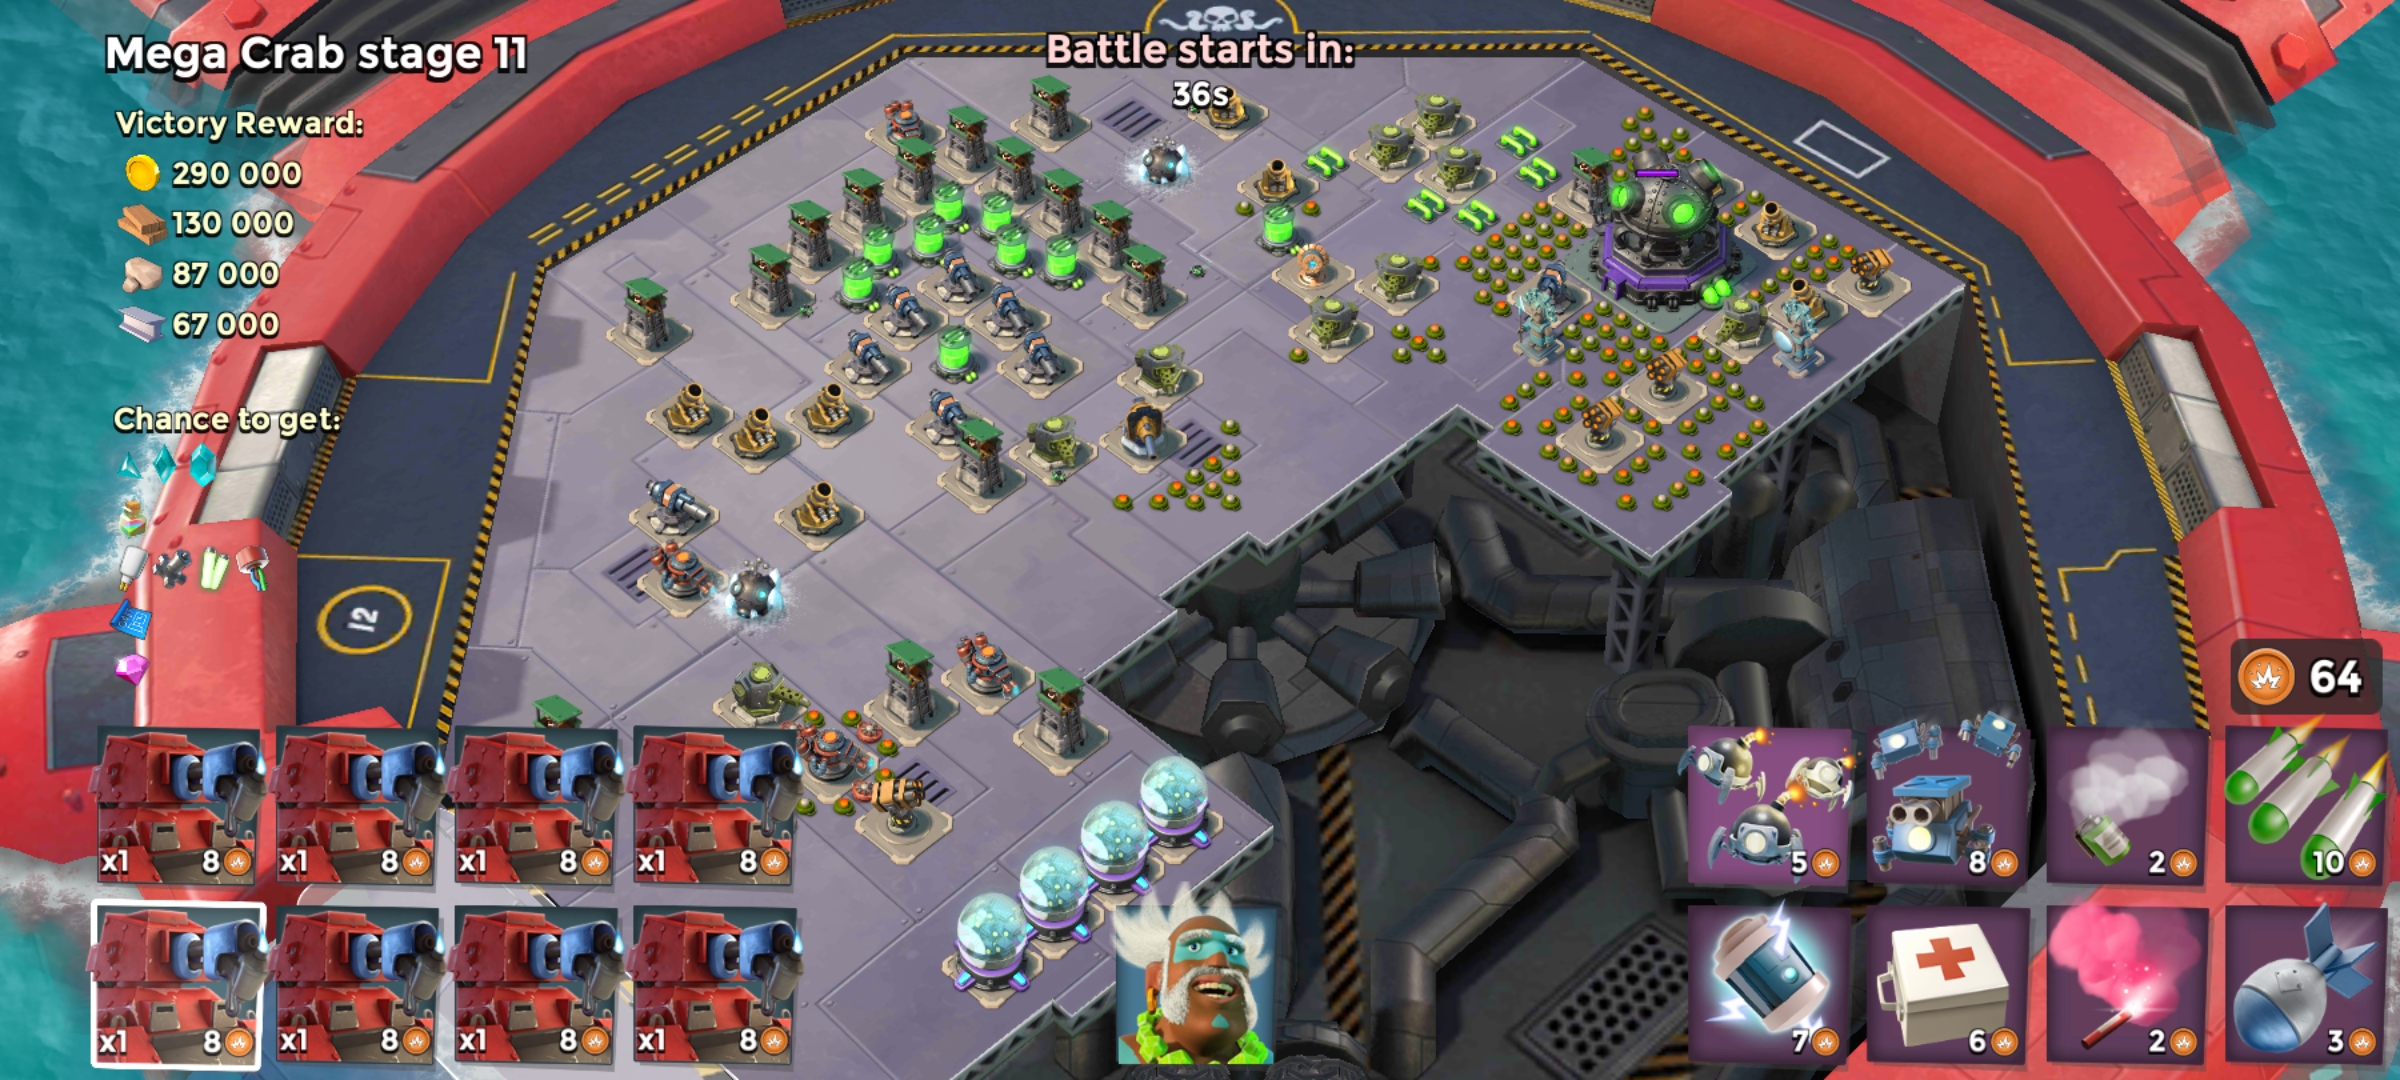 Mega Crab stage 11
Battle starts in:
36s
Victory Reward:
290 000
130 000
87 000
67 000
Chance to get:
12
64
x1 8
x1 8
x1 8
x1 8
5
8
2
10
x1 8
x1 8
x1 8
x1 8
7
6
2
3